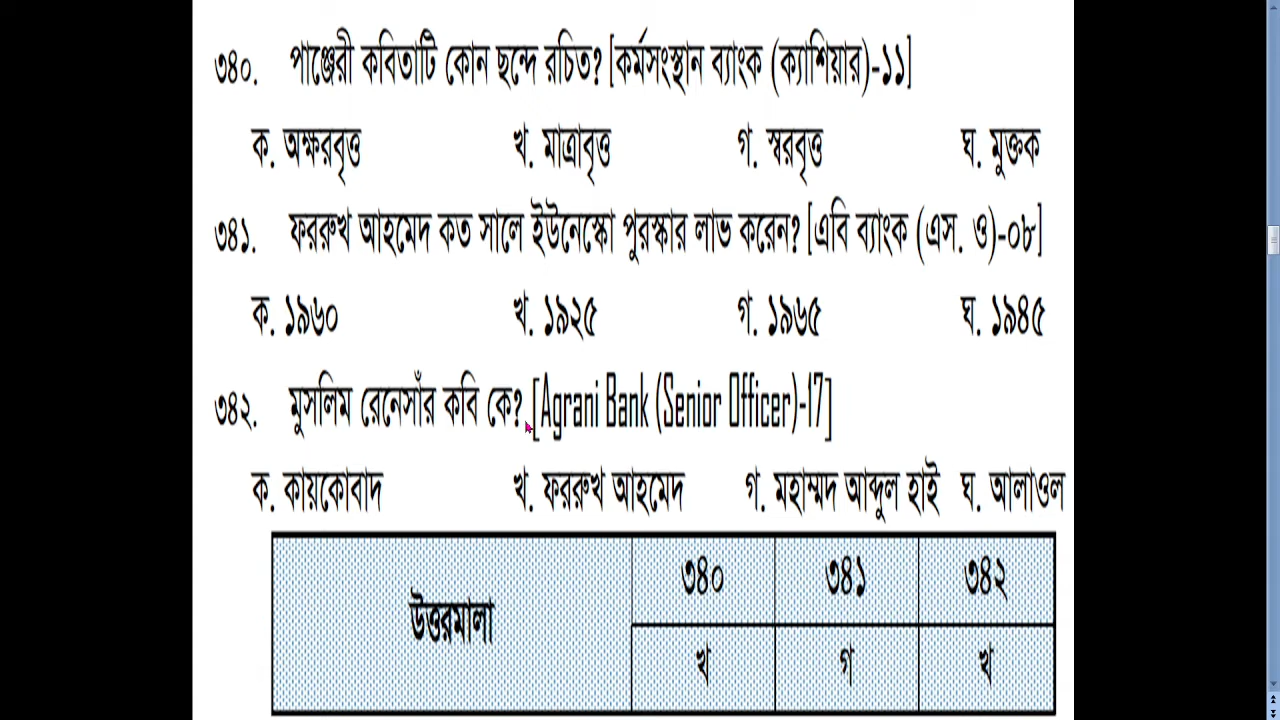 ৩৪০. পাঞ্জেরী কবিতাটি কোন ছন্দে রচিত? [কর্মসংস্থান ব্যাংক (ক্যাশিয়ার)-১১]
ক. অক্ষরবৃত্ত খ. মাত্রাবৃত্ত গ. স্বরবৃত্ত ঘ. মুক্তক
৩৪১. ফররুখ আহমেদ কত সালে ইউনেস্কো পুরস্কার লাভ করেন? [এবি ব্যাংক (এস. ও)-০৮]
ক. ১৯৬০ খ. ১৯২৫ গ. ১৯৬৫ ঘ. ১৯৪৫
৩৪২. মুসলিম রেনেসাঁর কবি কে? [Agrani Bank (Senior Officer)-17]
ক. কায়কোবাদ খ. ফররুখ আহমেদ গ. মহাম্মদ আব্দুল হাই ঘ. আলাওল
৩৪০ ৩৪১ ৩৪২
উত্তরমালা
খ গ খ